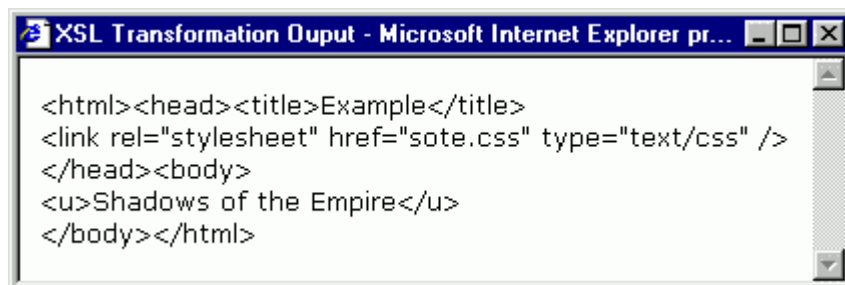 XSL Transformation Ouput - Microsoft Internet Explorer pr...
<html><head><title>Example</title>
<link rel="stylesheet" href="sote.css" type="text/css" />
</head><body>
<u>Shadows of the Empire</u>
</body></html>